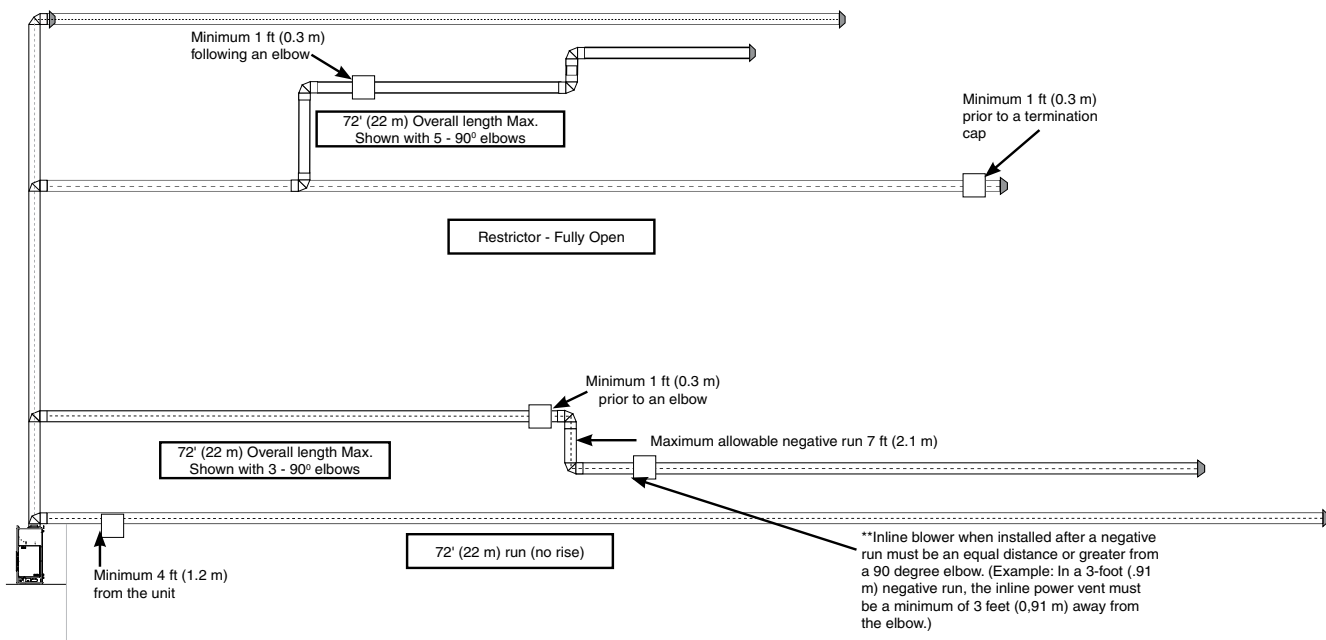 Minimum 1 ft (0.3 m)
following an elbow
72' (22 m) Overall length Max.
Shown with 5 - 90⁰ elbows
Minimum 1 ft (0.3 m)
prior to a termination
cap
Restrictor - Fully Open
Minimum 1 ft (0.3 m)
prior to an elbow
Maximum allowable negative run 7 ft (2.1 m)
72' (22 m) Overall length Max.
Shown with 3 - 90⁰ elbows
72' (22 m) run (no rise)
Minimum 4 ft (1.2 m)
from the unit
**Inline blower when installed after a negative
run must be an equal distance or greater from
a 90 degree elbow. (Example: In a 3-foot (.91
m) negative run, the inline power vent must
be a minimum of 3 feet (0,91 m) away from
the elbow.)